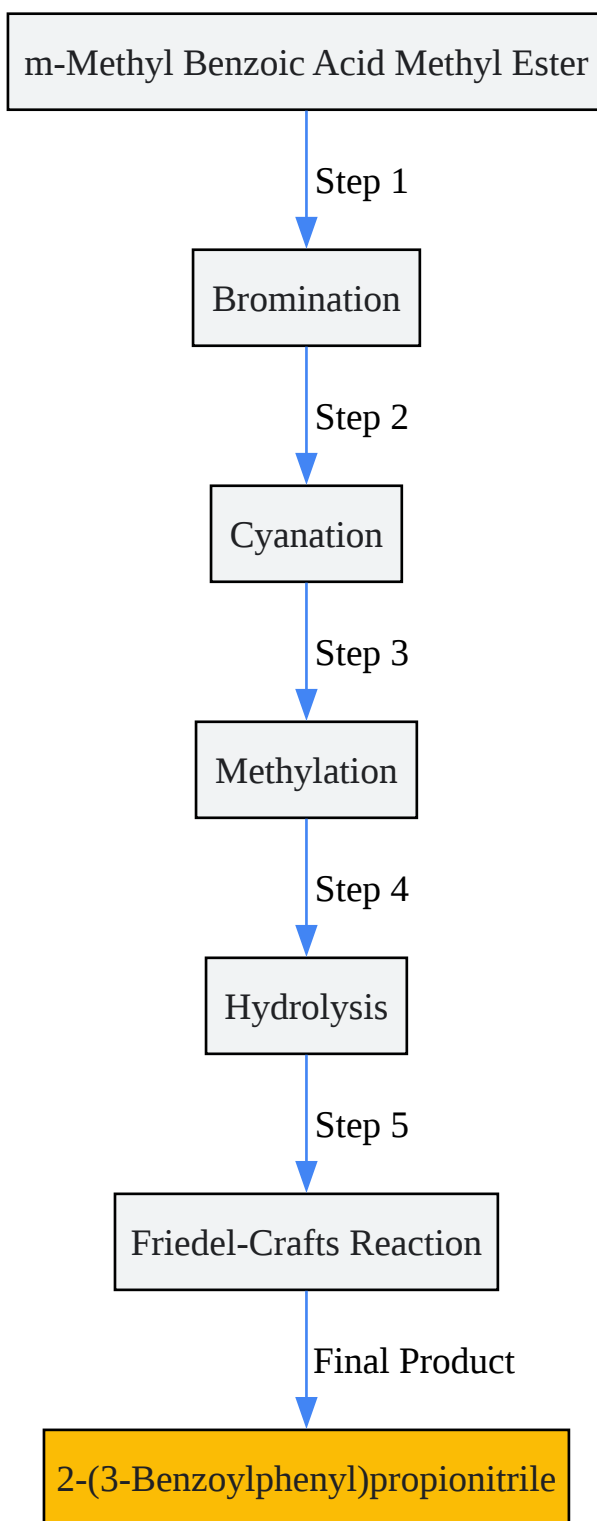 m-Methyl Benzoic Acid Methyl Ester
Step 1
Bromination
Step 2
Cyanation
Step 3
Methylation
Step 4
Hydrolysis
Step 5
Friedel-Crafts Reaction
Final Product
2-(3-Benzoylphenyl)propionitrile